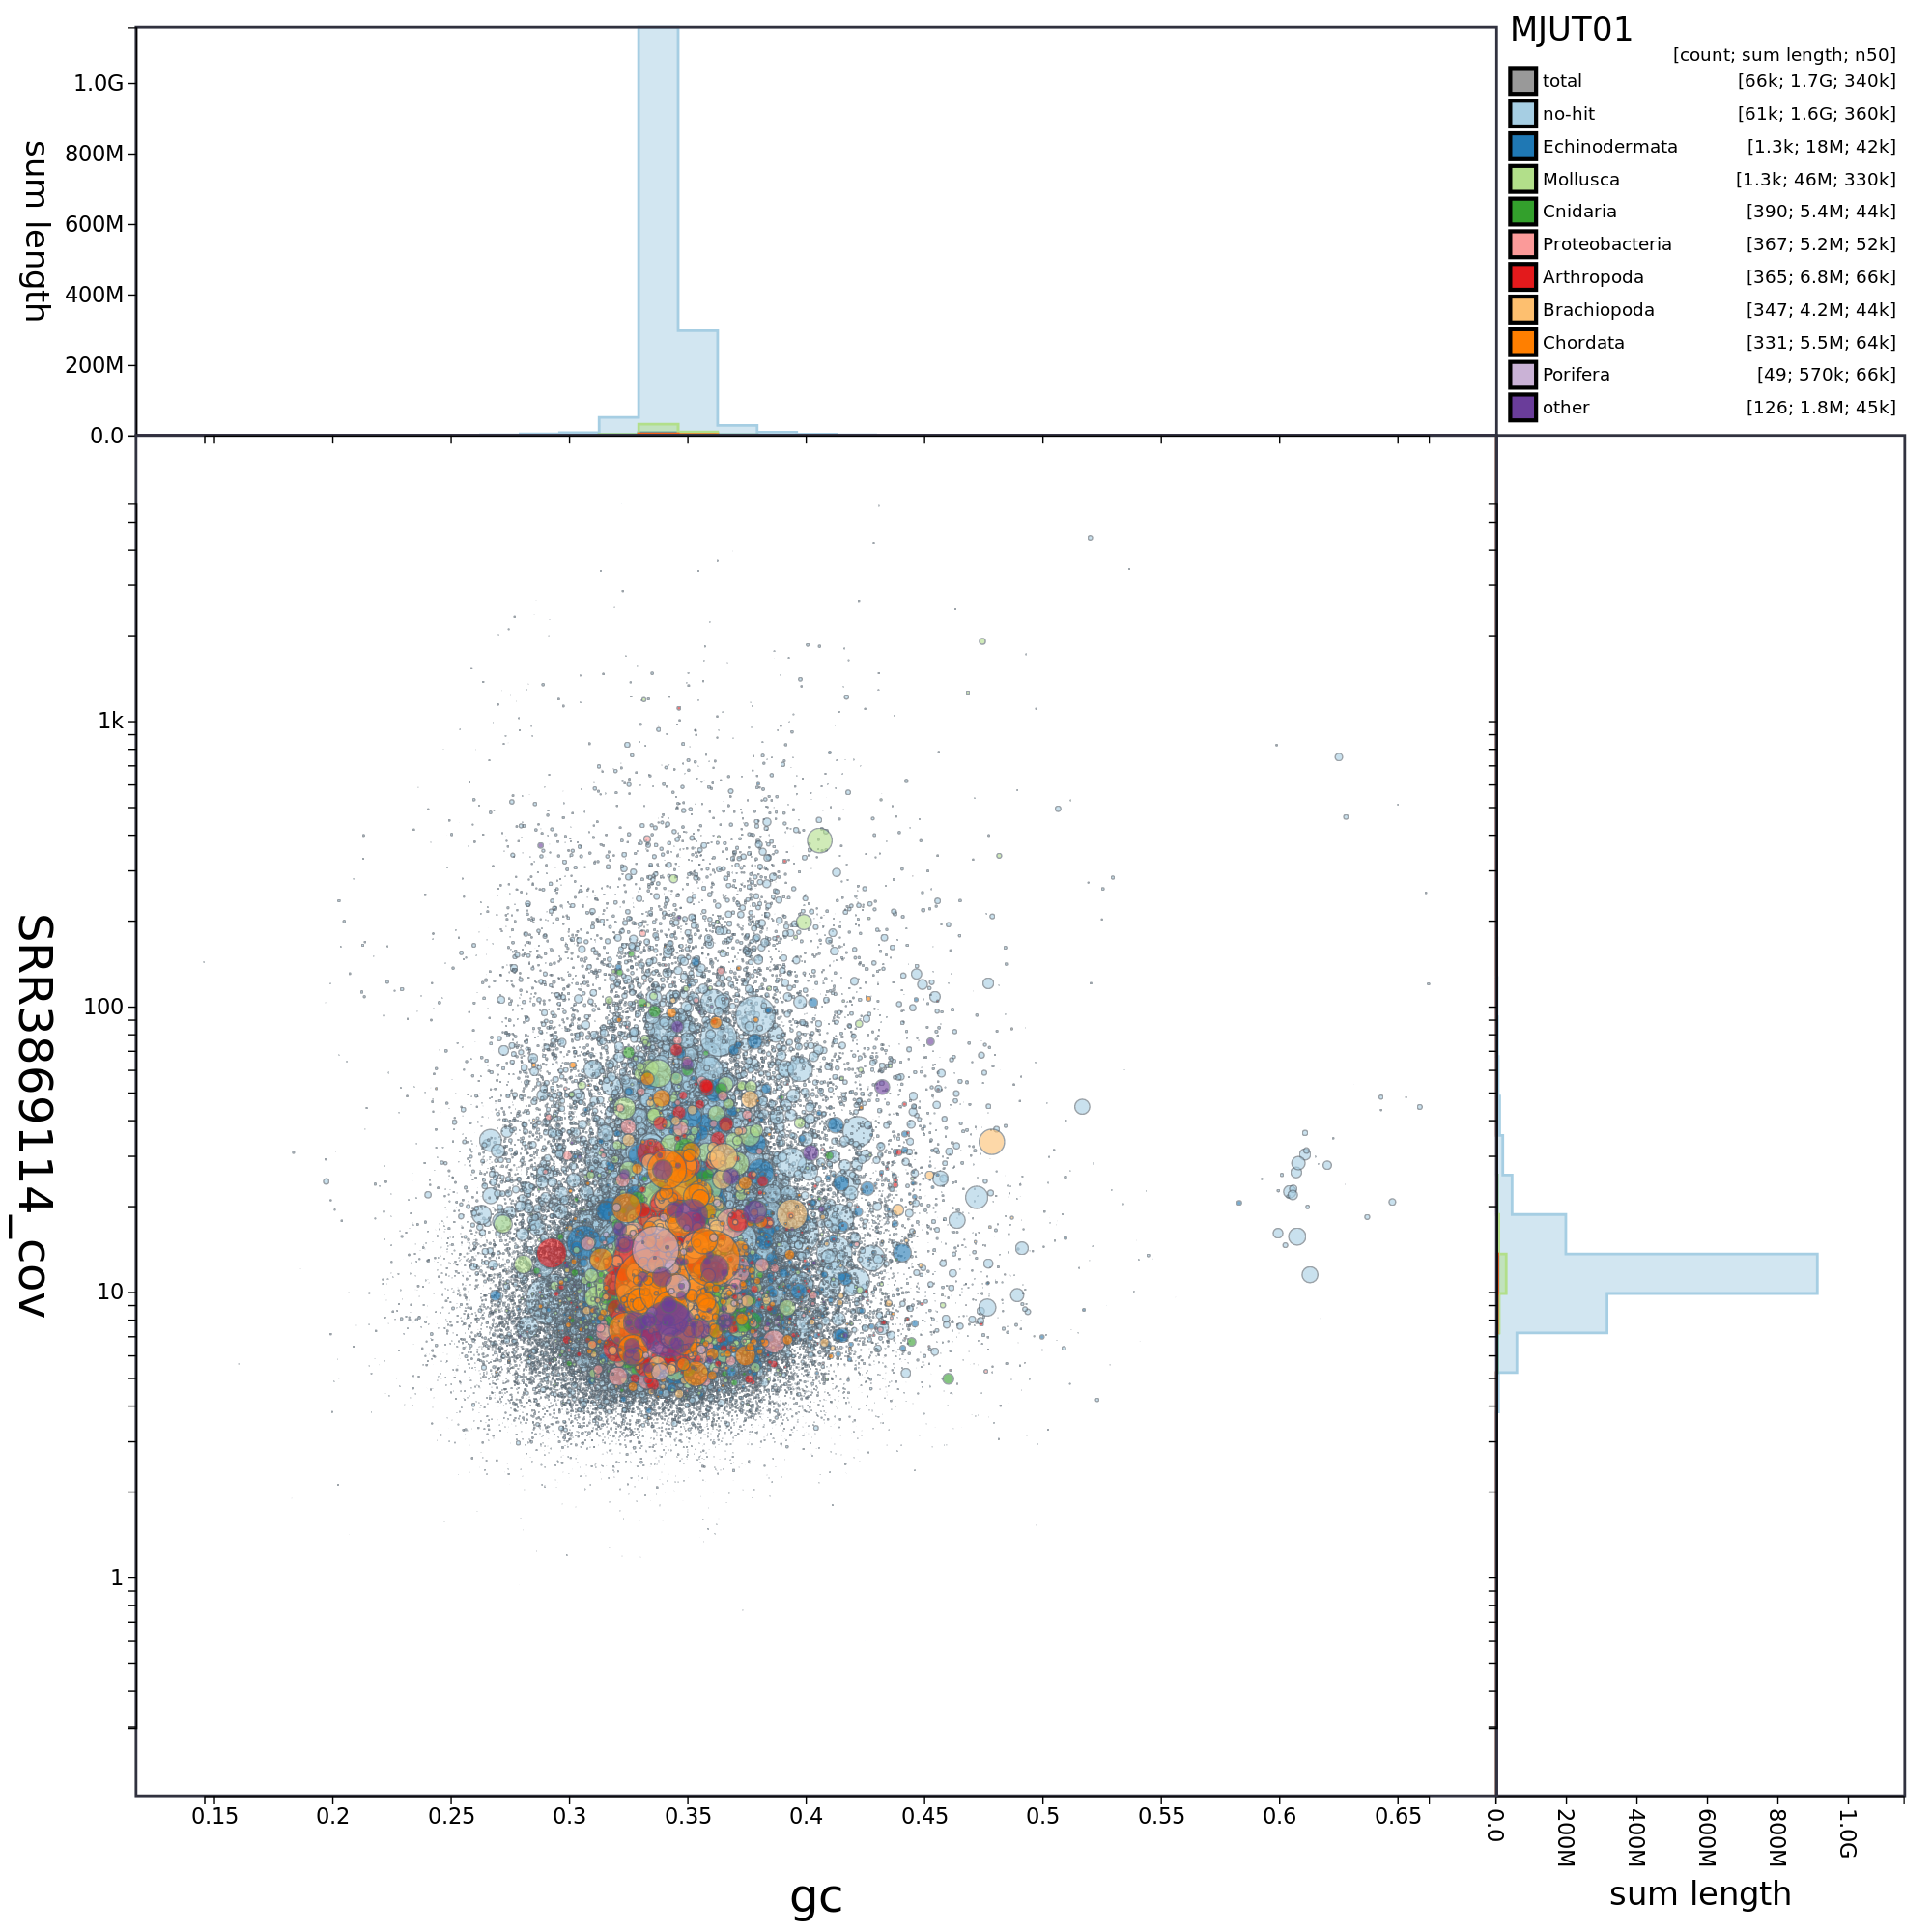 MJUT01
[count; sum length; n50]
total [66k; 1.7G; 340k]
no-hit [61k; 1.6G; 360k]
Echinodermata [1.3k; 18M; 42k]
Mollusca [1.3k; 46M; 330k]
Cnidaria [390; 5.4M; 44k]
Proteobacteria [367; 5.2M; 52k]
Arthropoda [365; 6.8M; 66k]
Brachiopoda [347; 4.2M; 44k]
Chordata [331; 5.5M; 64k]
Porifera [49; 570k; 66k]
other [126; 1.8M; 45k]
sum length
1.0G
800M
600M
400M
200M
0.0
SRR3869114_cov
1k
100
10
1
0.15 0.2 0.25 0.3 0.35 0.4 0.45 0.5 0.55 0.6 0.65
gc
0.0 200M 400M 600M 800M 1.0G
sum length